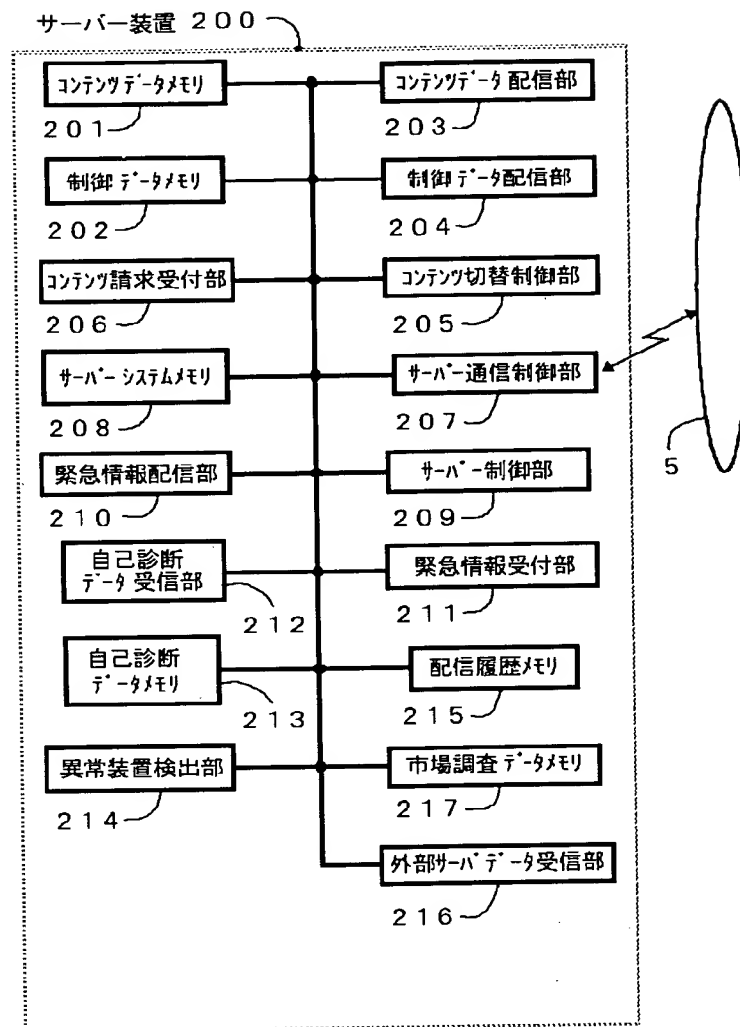 サーバー装置 200
コンテンツデータメモリ
201
コンテンツデータ配信部
203
制御データメモリ
202
制御データ配信部
204
コンテンツ請求受付部
206
コンテンツ切替制御部
205
サーバーシステムメモリ
208
サーバー通信制御部
207
5
緊急情報配信部
210
サーバー制御部
209
自己診断
データ受信部
212
緊急情報受付部
211
自己診断
データメモリ
213
配信履歴メモリ
215
異常装置検出部
214
市場調査データメモリ
217
外部サーバデータ受信部
216